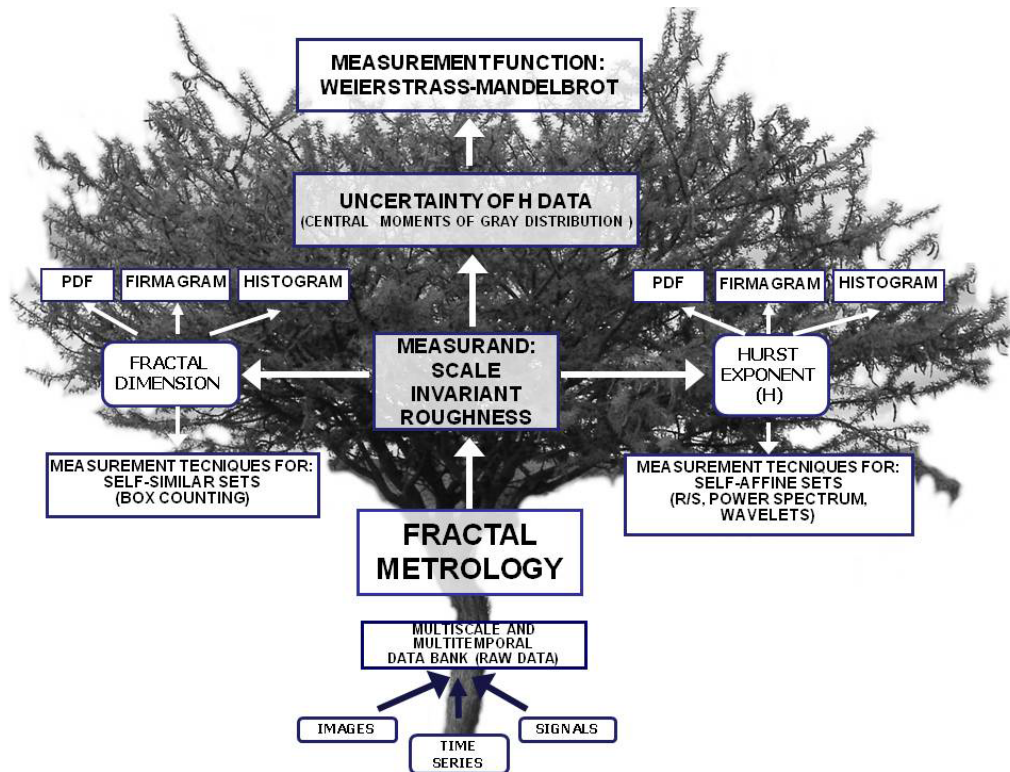 MEASUREMENT FUNCTION:
WEIERSTRASS-MANDELBROT
UNCERTAINTY OF H DATA
(CENTRAL MOMENTS OF GRAY DISTRIBUTION )
PDF
FIRMAGRAM
HISTOGRAM
PDF
FIRMAGRAM
HISTOGRAM
FRACTAL
DIMENSION
MEASURAND:
SCALE
INVARIANT
ROUGHNESS
HURST
EXPONENT
(H)
MEASUREMENT TECNIQUES FOR:
SELF-SIMILAR SETS
(BOX COUNTING)
MEASUREMENT TECNIQUES FOR:
SELF-AFFINE SETS
(R/S, POWER SPECTRUM,
WAVELETS)
FRACTAL
METROLOGY
MULTISCALE AND
MULTITEMPORAL
DATA BANK (RAW DATA)
IMAGES
TIME
SERIES
SIGNALS